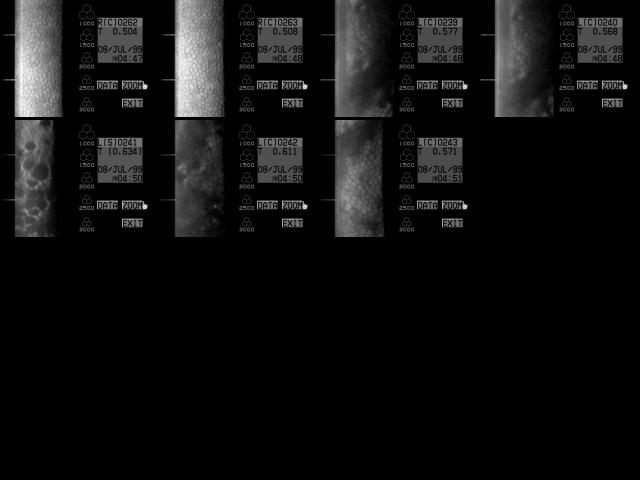 R(C)0262
T 0.504
08/JUL/99
PM04:47
DATA ZOOM
EXIT
1000
1500
2000
2500
3000
R(C)0263
T 0.508
08/JUL/99
PM04:48
DATA ZOOM
EXIT
1000
1500
2000
2500
3000
L(C)0239
T 0.577
08/JUL/99
PM04:48
DATA ZOOM
EXIT
1000
1500
2000
2500
3000
L(C)0240
T 0.568
08/JUL/99
PM04:48
DATA ZOOM
EXIT
1000
1500
2000
2500
3000
L(S)0241
T (0.634)
08/JUL/99
PM04:50
DATA ZOOM
EXIT
1000
1500
2000
2500
3000
L(C)0242
T 0.611
08/JUL/99
PM04:50
DATA ZOOM
EXIT
1000
1500
2000
2500
3000
L(C)0243
T 0.571
08/JUL/99
PM04:51
DATA ZOOM
EXIT
1000
1500
2000
2500
3000